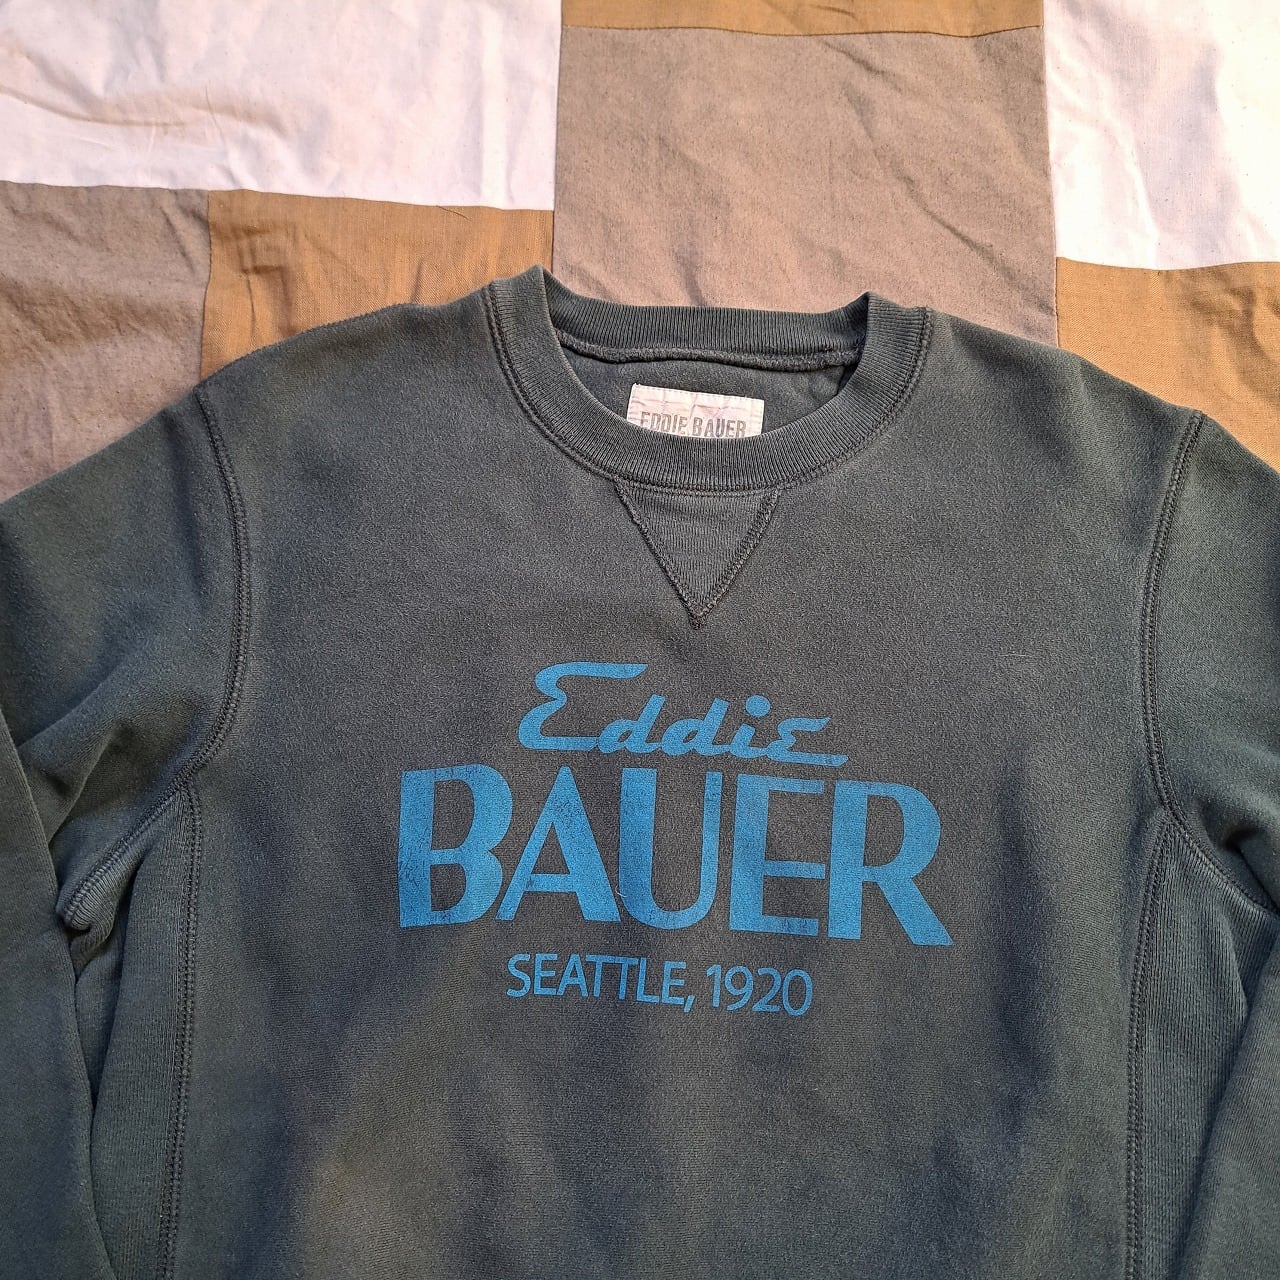 EDDIE BAUER
Eddie
BAUER
SEATTLE, 1920